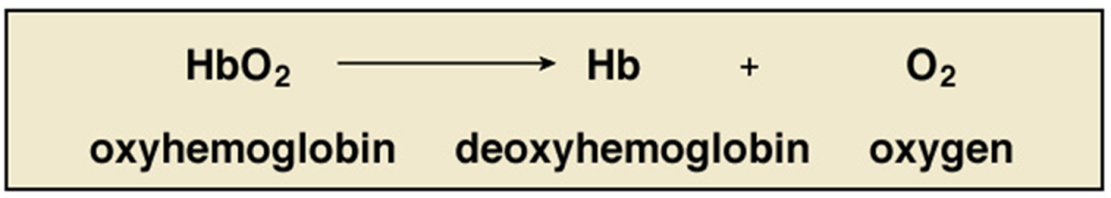 HbO₂ → Hb + O₂
oxyhemoglobin deoxyhemoglobin oxygen